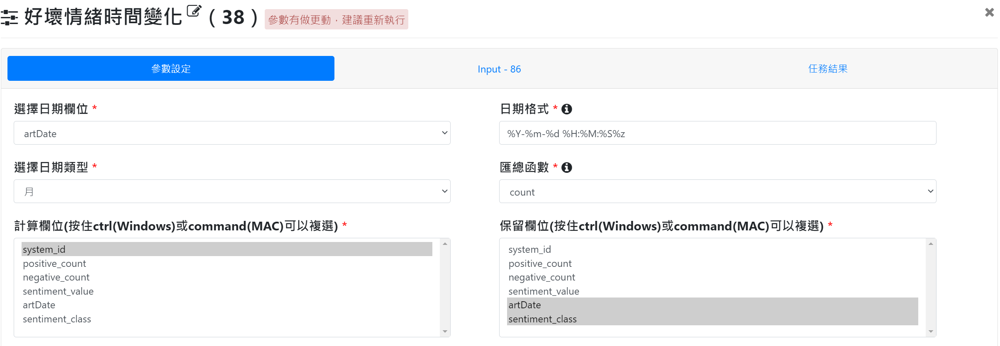 好壞情緒時間變化 ( 38 ) 參數有做更動，建議重新執行
參數設定 Input - 86 任務結果
選擇日期欄位 * 日期格式 *
artDate %Y-%m-%d %H:%M:%S%z
選擇日期類型 * 匯總函數 *
月 count
計算欄位(按住ctrl(Windows)或command(MAC)可以複選) *
system_id
positive_count
negative_count
sentiment_value
artDate
sentiment_class
保留欄位(按住ctrl(Windows)或command(MAC)可以複選) *
system_id
positive_count
negative_count
sentiment_value
artDate
sentiment_class